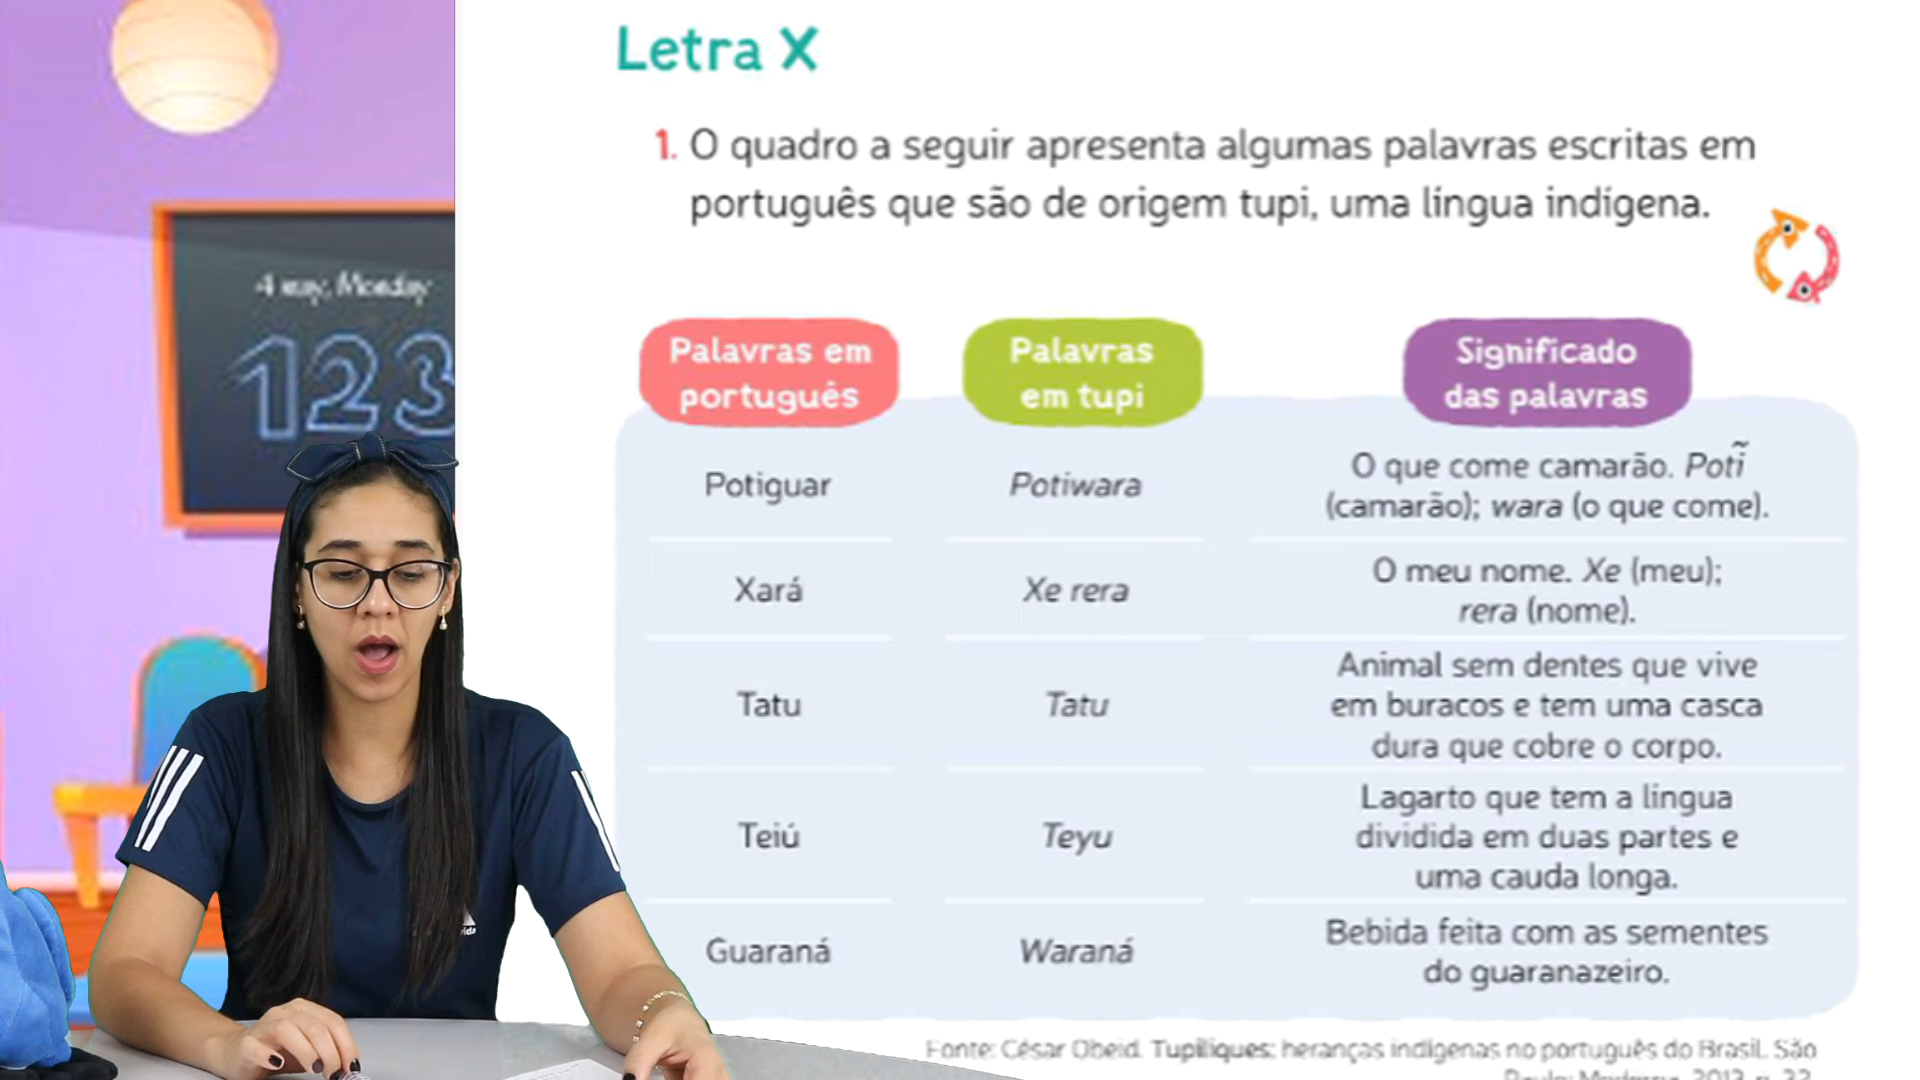 Letra X
1. O quadro a seguir apresenta algumas palavras escritas em
português que são de origem tupi, uma língua indígena.
4 may, Monday
123
Palavras em
português
Palavras
em tupi
Significado
das palavras
Potiguar
Potiwara
O que come camarão. Potĩ
(camarão); wara (o que come).
Xará
Xe rera
O meu nome. Xe (meu);
rera (nome).
Tatu
Tatu
Animal sem dentes que vive
em buracos e tem uma casca
dura que cobre o corpo.
Teiú
Teyu
Lagarto que tem a língua
dividida em duas partes e
uma cauda longa.
Guaraná
Waraná
Bebida feita com as sementes
do guaranazeiro.
Fonte: César Obeid. Tupiliques: heranças indígenas no português do Brasil. São
Paulo: Moderna, 2013. p.